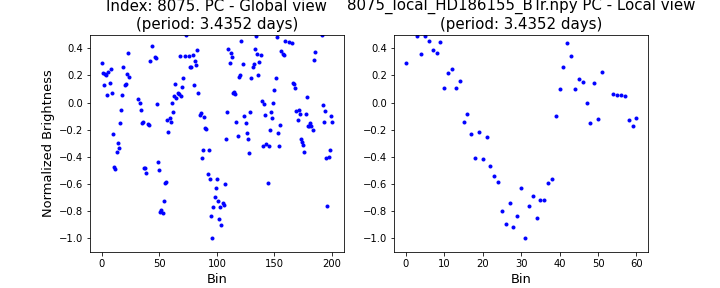 Index: 8075. PC - Global view
(period: 3.4352 days)
8075_local_HD186155_BTr.npy PC - Local view
(period: 3.4352 days)
Normalized Brightness
0.4
0.2
0.0
−0.2
−0.4
−0.6
−0.8
−1.0
0 50 100 150 200
Bin
0.4
0.2
0.0
−0.2
−0.4
−0.6
−0.8
−1.0
0 10 20 30 40 50 60
Bin